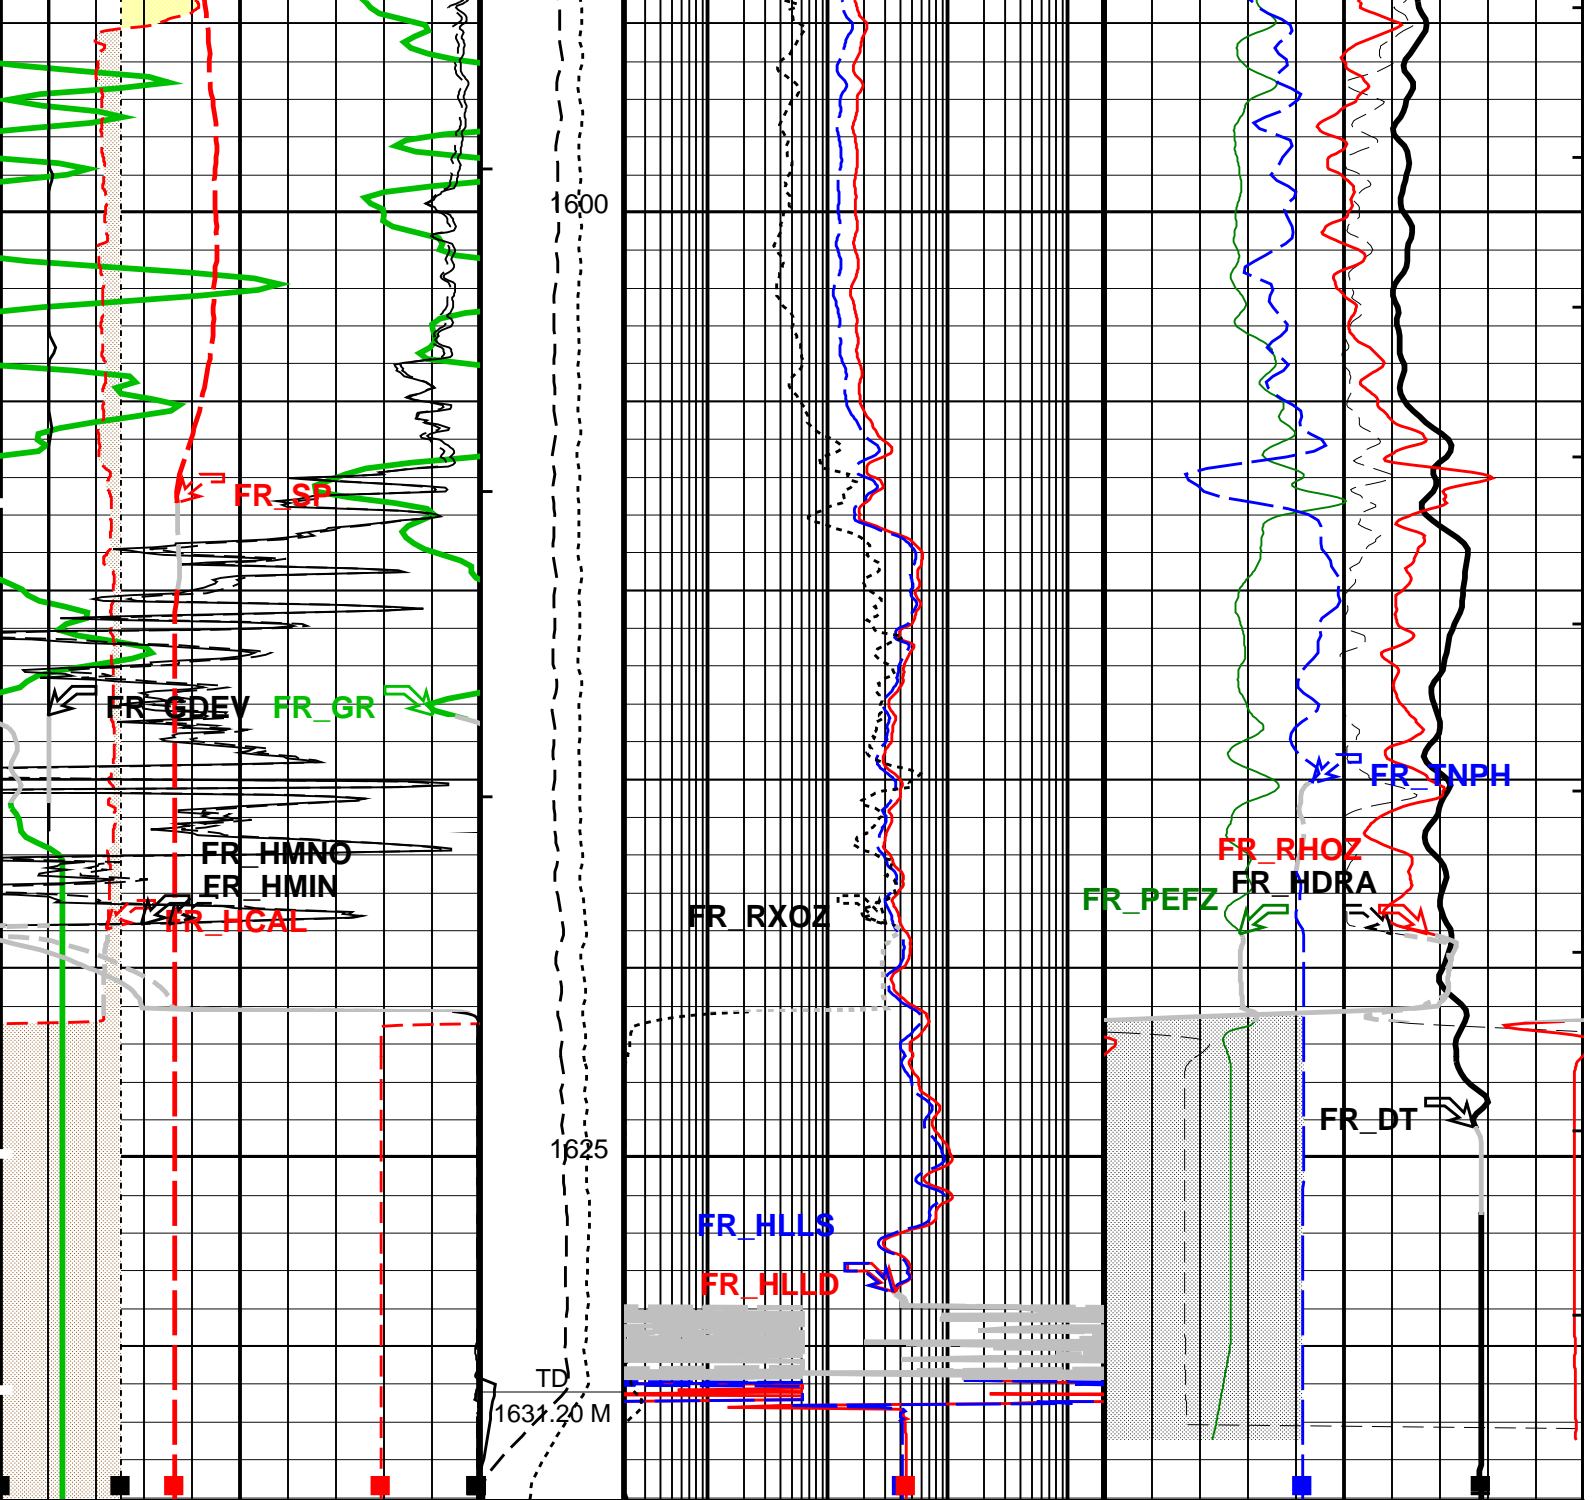 1600
FR_SP
FR_GDEV
FR_GR
FR_TNPH
FR_HMNO
FR_RHOZ
FR_HMIN
FR_HDRA
FR_PEFZ
FR_HCAL
FR_RXOZ
FR_DT
1625
FR_HLLS
FR_HLLD
TD
1631.20 M